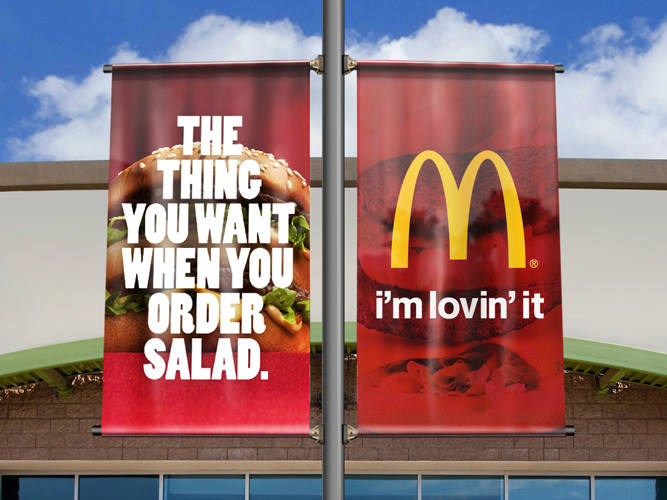 THE
THING
YOU WANT
WHEN YOU
ORDER
SALAD.
i'm lovin' it
®